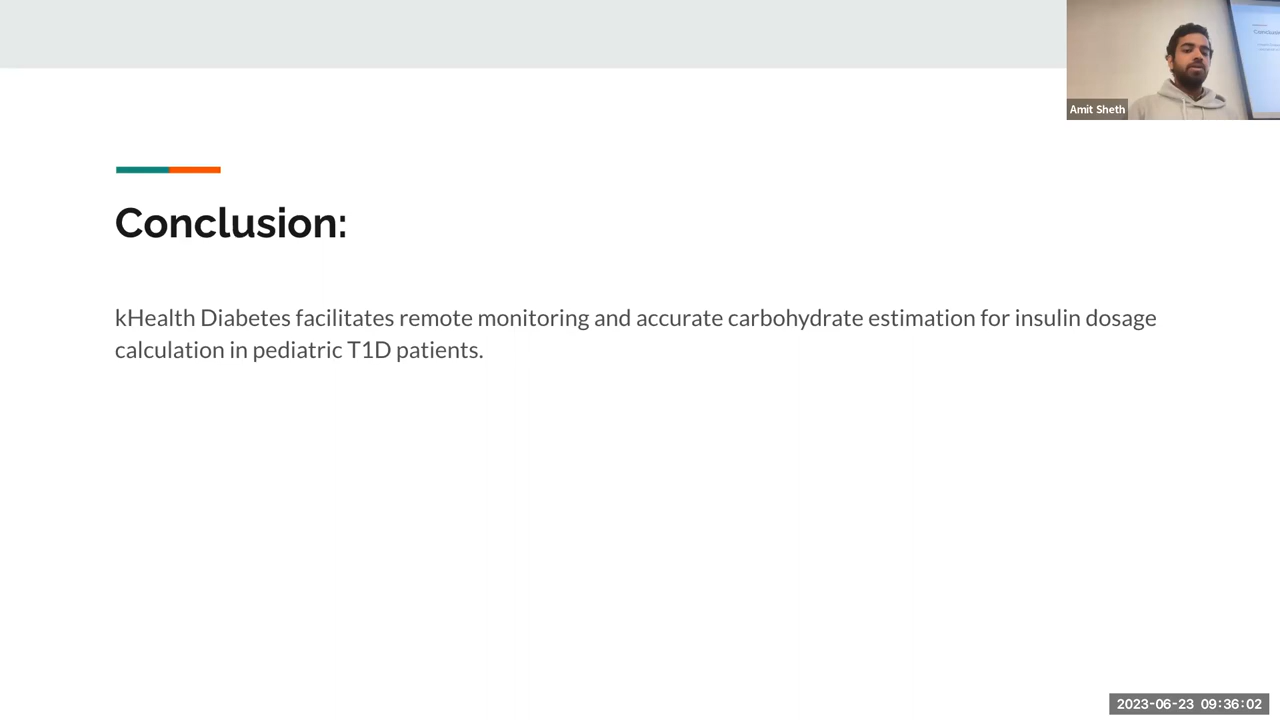 Amit Sheth
Conclusion:
kHealth Diabetes facilitates remote monitoring and accurate carbohydrate estimation for insulin dosage
calculation in pediatric T1D patients.
2023-06-23 09:36:02